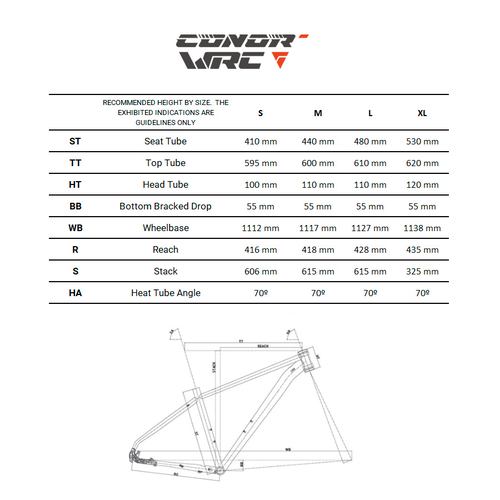 CONOR
WRC
RECOMMENDED HEIGHT BY SIZE. THE
EXHIBITED INDICATIONS ARE
GUIDELINES ONLY
S M L XL
ST Seat Tube 410 mm 440 mm 480 mm 530 mm
TT Top Tube 595 mm 600 mm 610 mm 620 mm
HT Head Tube 100 mm 110 mm 110 mm 120 mm
BB Bottom Bracked Drop 55 mm 55 mm 55 mm 55 mm
WB Wheelbase 1112 mm 1117 mm 1127 mm 1138 mm
R Reach 416 mm 418 mm 428 mm 435 mm
S Stack 606 mm 615 mm 615 mm 325 mm
HA Heat Tube Angle 70º 70º 70º 70º
TT
REACH
STACK
WB
BB